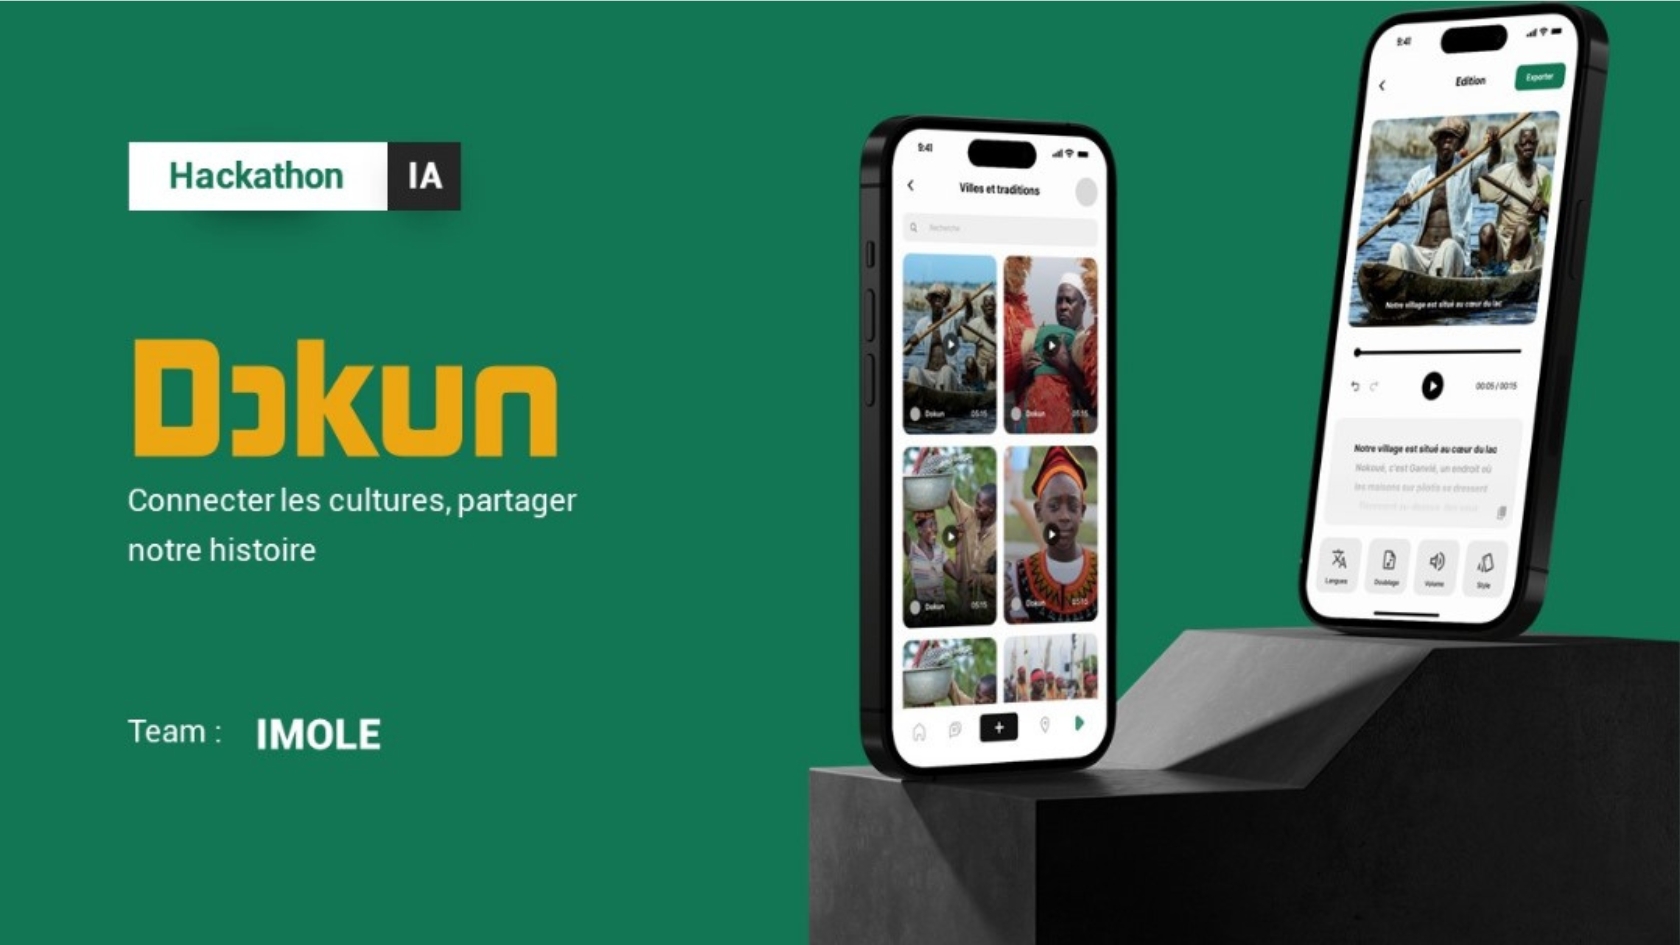 Hackathon IA
Dɔkun
Connecter les cultures, partager
notre histoire
Team : IMOLE
9:41
Villes et traditions
Recherche
Dokun 05:15
Dokun 05:15
Dokun 05:15
Dokun 05:15
9:41
Edition
Exporter
Notre village est situé au cœur du lac
00:05 / 00:15
Notre village est situé au cœur du lac
Nokoué, c'est Ganvié, un endroit où
les maisons sur pilotis se dressent
Langues
Doublage
Volume
Style